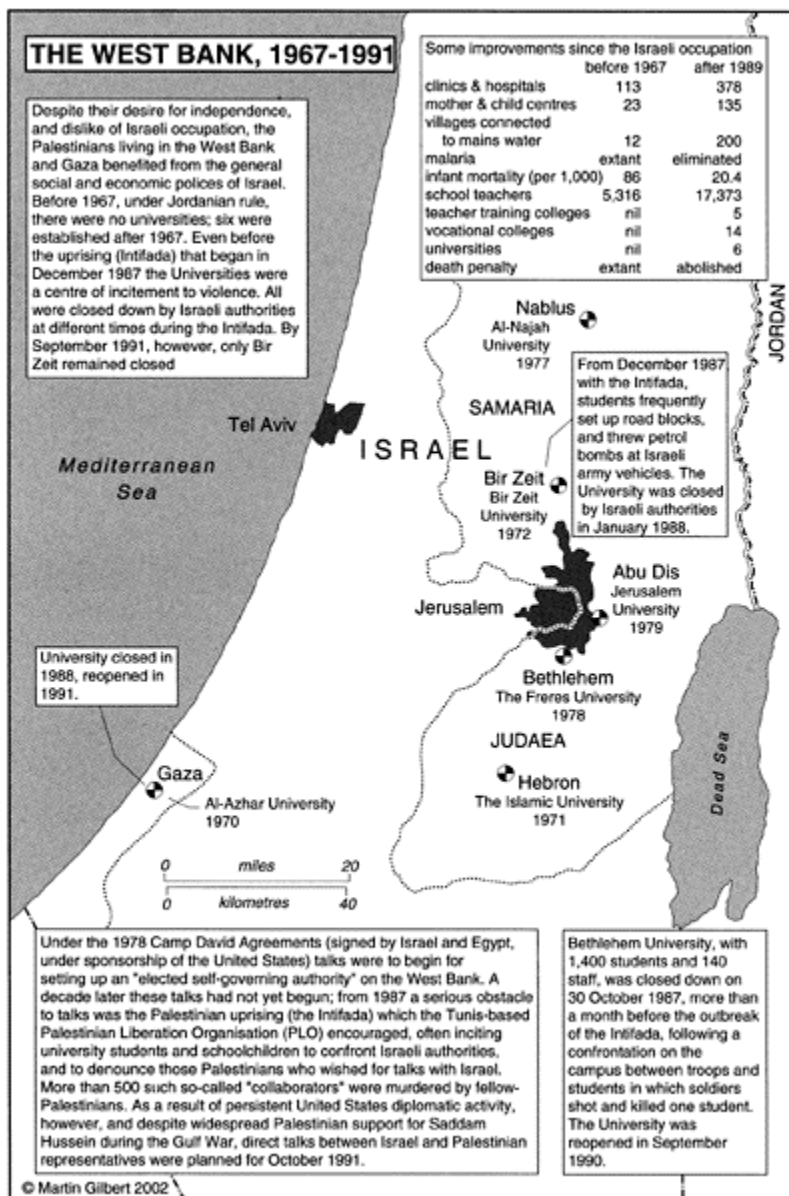 THE WEST BANK, 1967-1991
Despite their desire for independence,
and dislike of Israeli occupation, the
Palestinians living in the West Bank
and Gaza benefited from the general
social and economic polices of Israel.
Before 1967, under Jordanian rule,
there were no universities; six were
established after 1967. Even before
the uprising (Intifada) that began in
December 1987 the Universities were
a centre of incitement to violence. All
were closed down by Israeli authorities
at different times during the Intifada. By
September 1991, however, only Bir
Zeit remained closed
Some improvements since the Israeli occupation
before 1967 after 1989
clinics & hospitals 113 378
mother & child centres 23 135
villages connected
to mains water 12 200
malaria extant eliminated
infant mortality (per 1,000) 86 20.4
school teachers 5,316 17,373
teacher training colleges nil 5
vocational colleges nil 14
universities nil 6
death penalty extant abolished
JORDAN
Nablus
Al-Najah
University
1977
From December 1987
with the Intifada,
students frequently
set up road blocks,
and threw petrol
bombs at Israeli
army vehicles. The
University was closed
by Israeli authorities
in January 1988.
SAMARIA
Tel Aviv
ISRAEL
Mediterranean
Sea
Bir Zeit
Bir Zeit
University
1972
Jerusalem
Abu Dis
Jerusalem
University
1979
Bethlehem
The Freres University
1978
University closed in
1988, reopened in
1991.
JUDAEA
Gaza
Al-Azhar University
1970
Hebron
The Islamic University
1971
Dead Sea
0 miles 20
0 kilometres 40
Under the 1978 Camp David Agreements (signed by Israel and Egypt,
under sponsorship of the United States) talks were to begin for
setting up an "elected self-governing authority" on the West Bank. A
decade later these talks had not yet begun; from 1987 a serious obstacle
to talks was the Palestinian uprising (the Intifada) which the Tunis-based
Palestinian Liberation Organisation (PLO) encouraged, often inciting
university students and schoolchildren to confront Israeli authorities,
and to denounce those Palestinians who wished for talks with Israel.
More than 500 such so-called "collaborators" were murdered by fellow-
Palestinians. As a result of persistent United States diplomatic activity,
however, and despite widespread Palestinian support for Saddam
Hussein during the Gulf War, direct talks between Israel and Palestinian
representatives were planned for October 1991.
Bethlehem University, with
1,400 students and 140
staff, was closed down on
30 October 1987, more than
a month before the outbreak
of the Intifada, following a
confrontation on the
campus between troops and
students in which soldiers
shot and killed one student.
The University was
reopened in September
1990.
© Martin Gilbert 2002